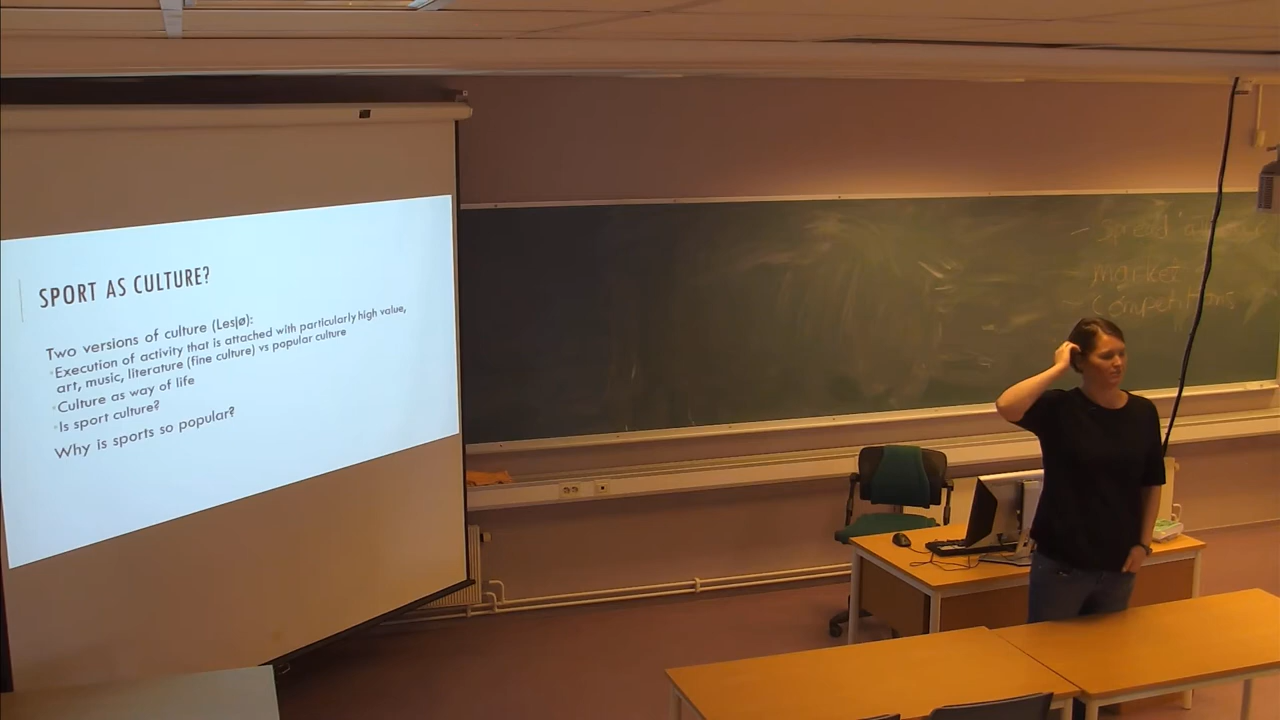 SPORT AS CULTURE?
Two versions of culture (Lesjø):
Execution of activity that is attached with particularly high value,
art, music, literature (fine culture) vs popular culture
Culture as way of life
Is sport culture?
Why is sports so popular?
- Spread
market
- Competitions